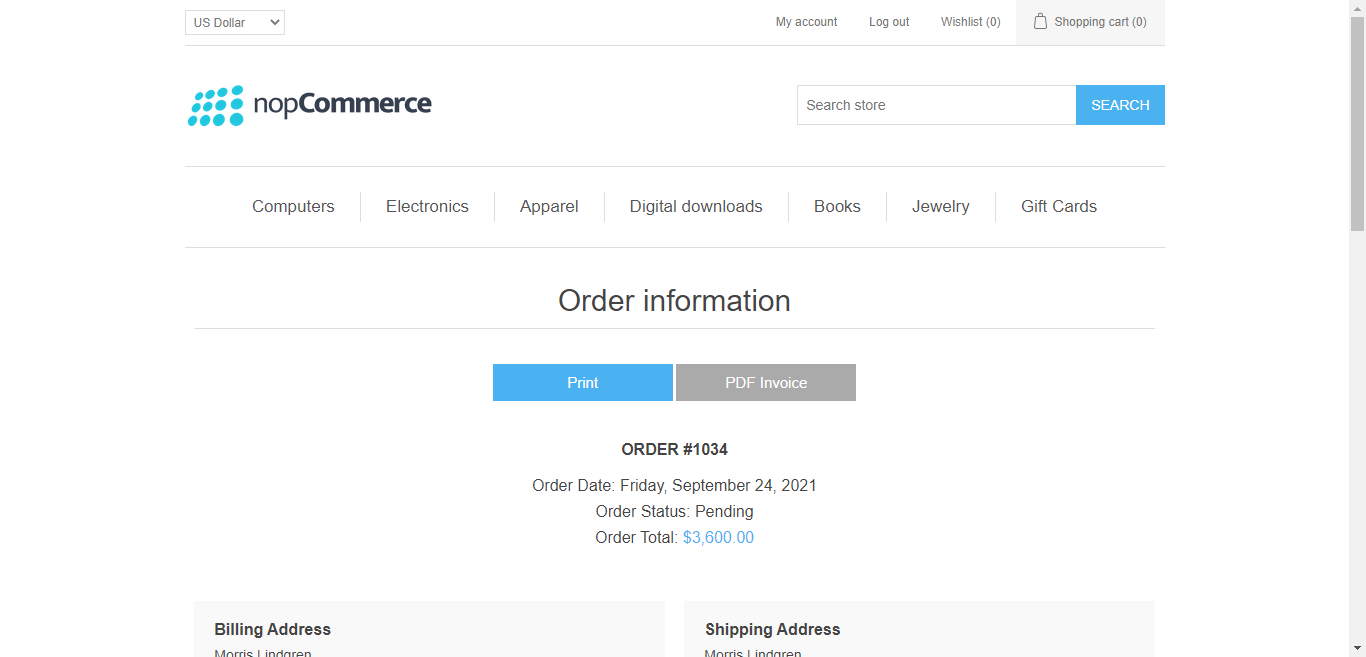 US Dollar
My account
Log out
Wishlist (0)
Shopping cart (0)
nopCommerce
Search store
SEARCH
Computers
Electronics
Apparel
Digital downloads
Books
Jewelry
Gift Cards
Order information
Print
PDF Invoice
ORDER #1034
Order Date: Friday, September 24, 2021
Order Status: Pending
Order Total: $3,600.00
Billing Address
Morris Lindgren
Shipping Address
Morris Lindgren